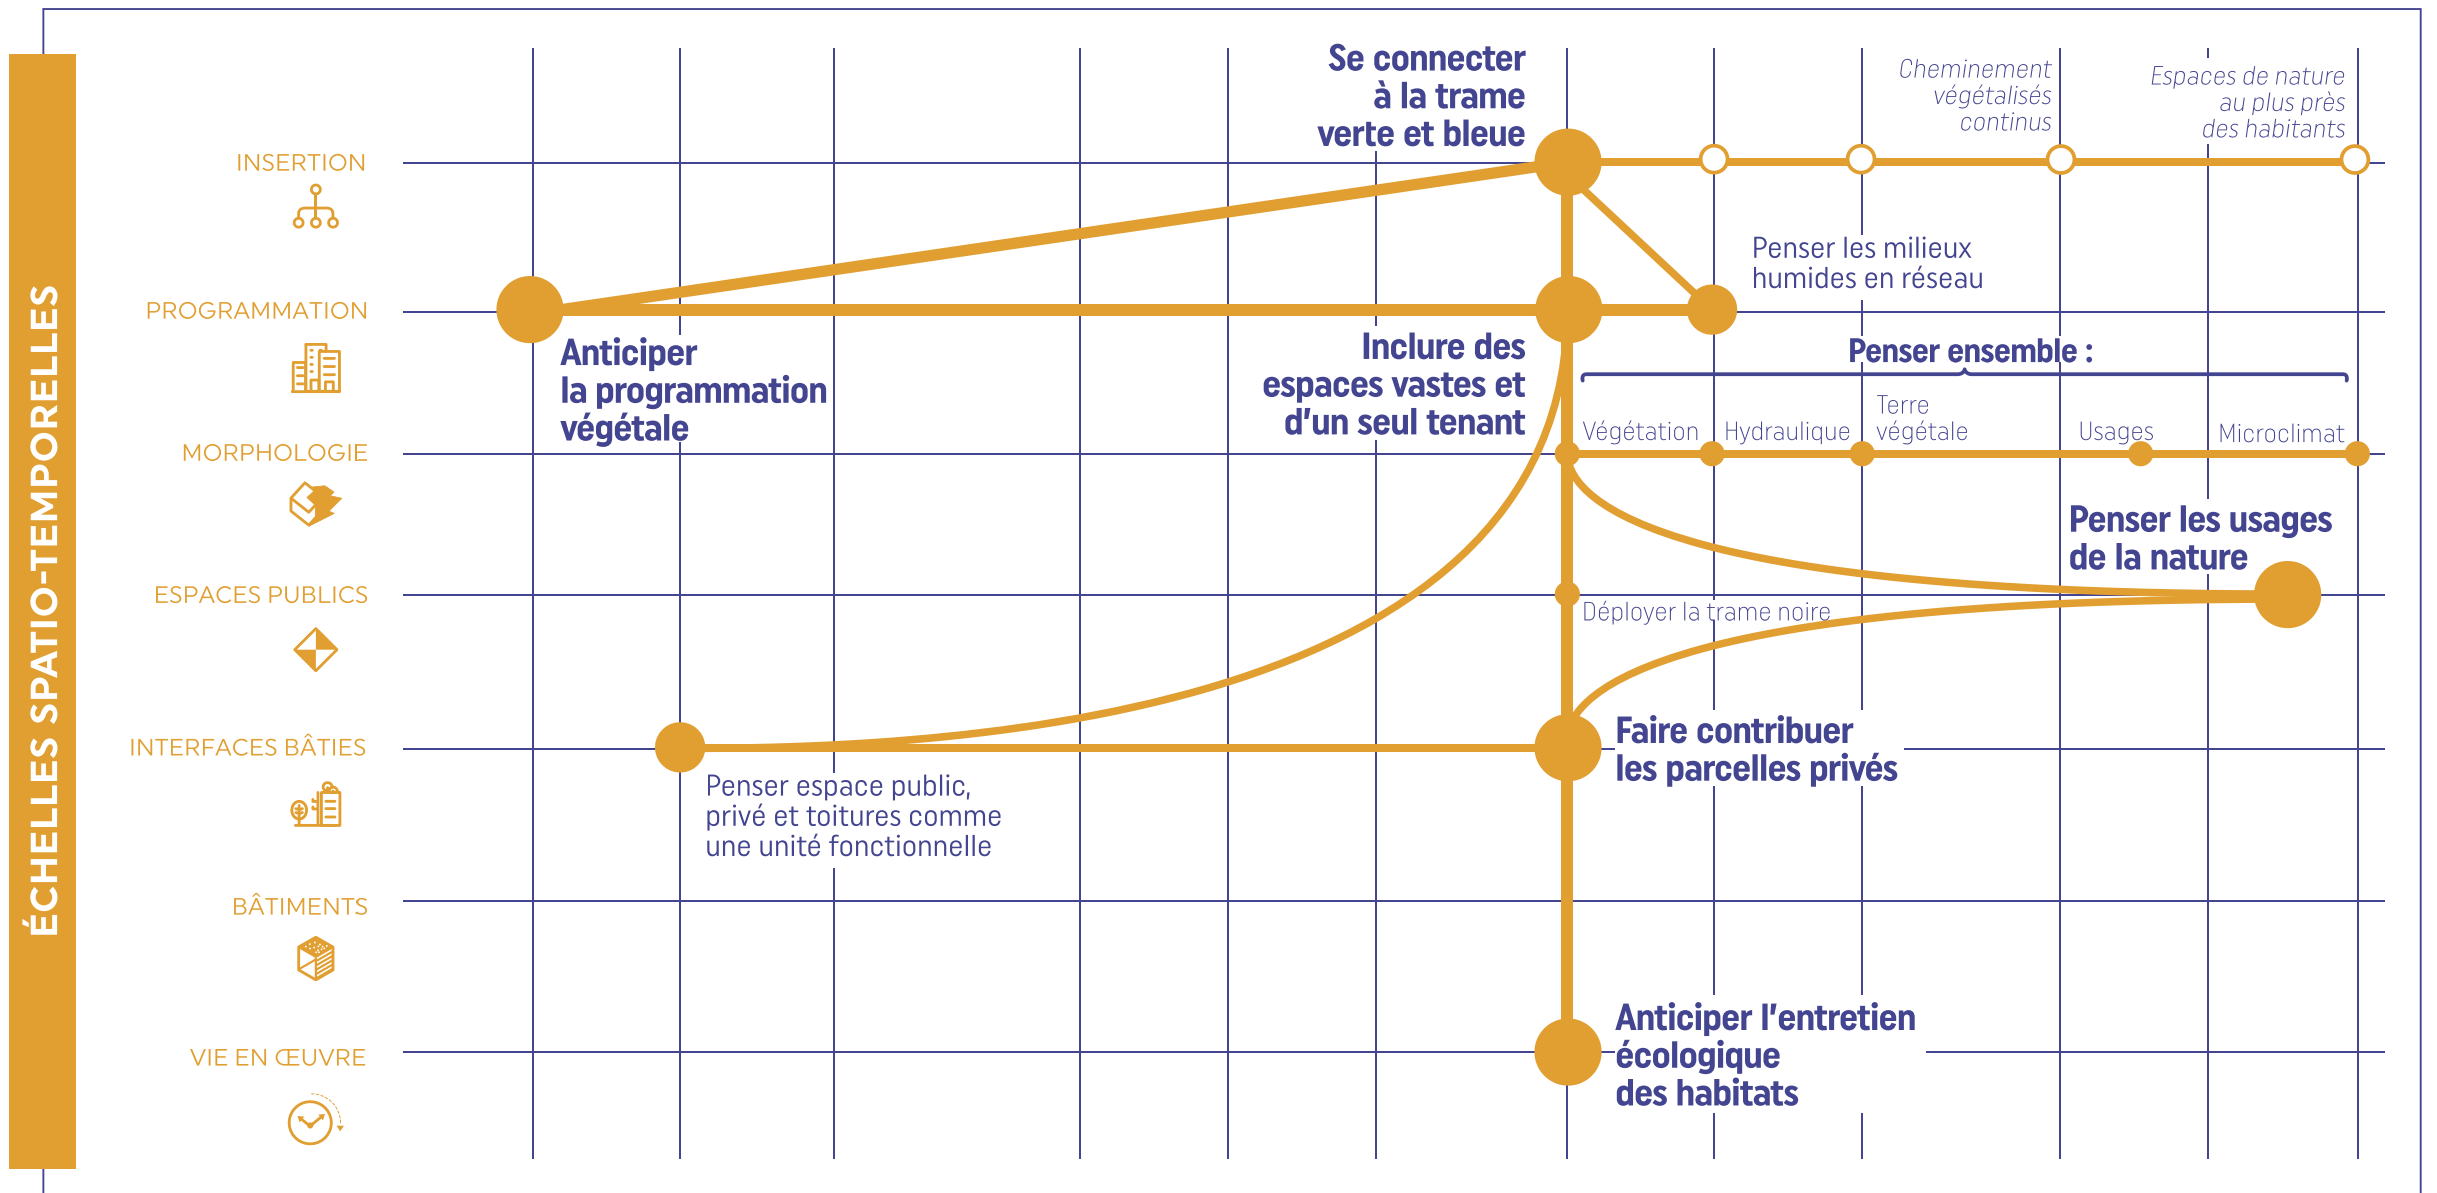 ÉCHELLES SPATIO-TEMPORELLES
Se connecter
à la trame
verte et bleue
Cheminement
végétalisés
continus
Espaces de nature
au plus près
des habitants
INSERTION
Penser les milieux
humides en réseau
PROGRAMMATION
Anticiper
la programmation
végétale
Inclure des
espaces vastes et
d'un seul tenant
Penser ensemble :
Végétation
Hydraulique
Terre
végétale
Usages
Microclimat
MORPHOLOGIE
Penser les usages
de la nature
ESPACES PUBLICS
Déployer la trame noire
INTERFACES BÂTIES
Faire contribuer
les parcelles privés
Penser espace public,
privé et toitures comme
une unité fonctionnelle
BÂTIMENTS
Anticiper l'entretien
écologique
des habitats
VIE EN ŒUVRE